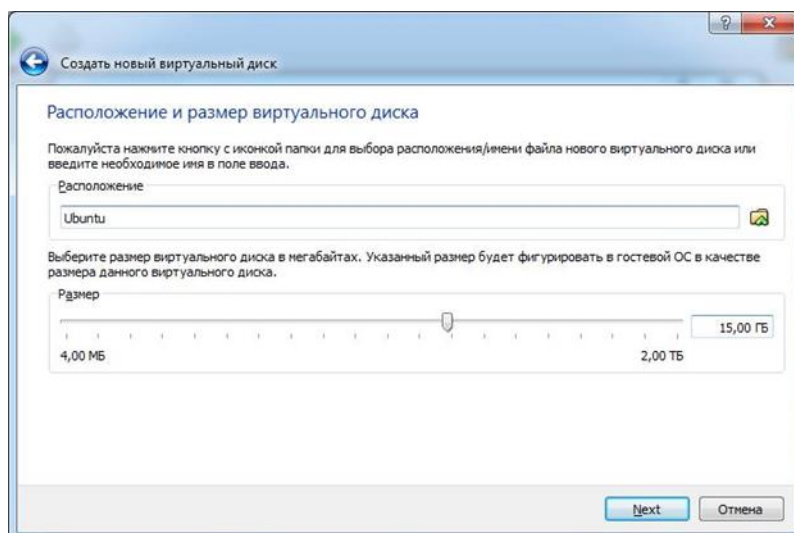 Создать новый виртуальный диск
Расположение и размер виртуального диска
Пожалуйста нажмите кнопку с иконкой папки для выбора расположения/имени файла нового виртуального диска или
введите необходимое имя в поле ввода.
Расположение
Ubuntu
Выберите размер виртуального диска в мегабайтах. Указанный размер будет фигурировать в гостевой ОС в качестве
размера данного виртуального диска.
Размер
15,00 ГБ
4,00 МБ 2,00 ТБ
Next Отмена